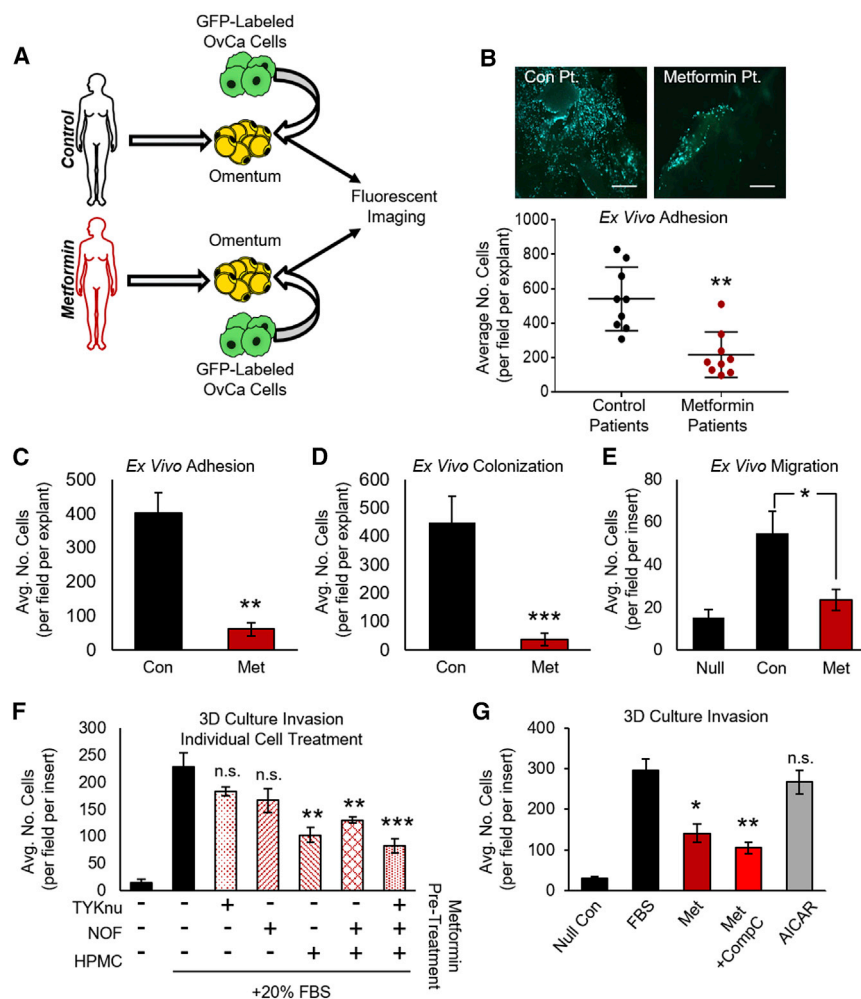 A
GFP-Labeled
OvCa Cells
Control
Omentum
Fluorescent
Imaging
Metformin
Omentum
GFP-Labeled
OvCa Cells
B
Con Pt.
Metformin Pt.
Ex Vivo Adhesion
Average No. Cells
(per field per explant)
1000
800
600
400
200
0
**
Control
Patients
Metformin
Patients
C
Ex Vivo Adhesion
Avg. No. Cells
(per field per explant)
500
400
300
200
100
0
**
Con
Met
D
Ex Vivo Colonization
Avg. No. Cells
(per field per explant)
600
500
400
300
200
100
0
***
Con
Met
E
Ex Vivo Migration
Avg. No. Cells
(per field per insert)
80
60
40
20
0
*
Null
Con
Met
F
3D Culture Invasion
Individual Cell Treatment
Avg. No. Cells
(per field per insert)
300
250
200
150
100
50
0
n.s.
n.s.
**
**
***
TYKnu - - + - - - +
NOF - - - + - + +
HPMC - - - - + + +
+20% FBS
Metformin
Pre-Treatment
G
3D Culture Invasion
Avg. No. Cells
(per field per insert)
400
300
200
100
0
*
**
n.s.
Null Con
FBS
Met
Met
+CompC
AICAR